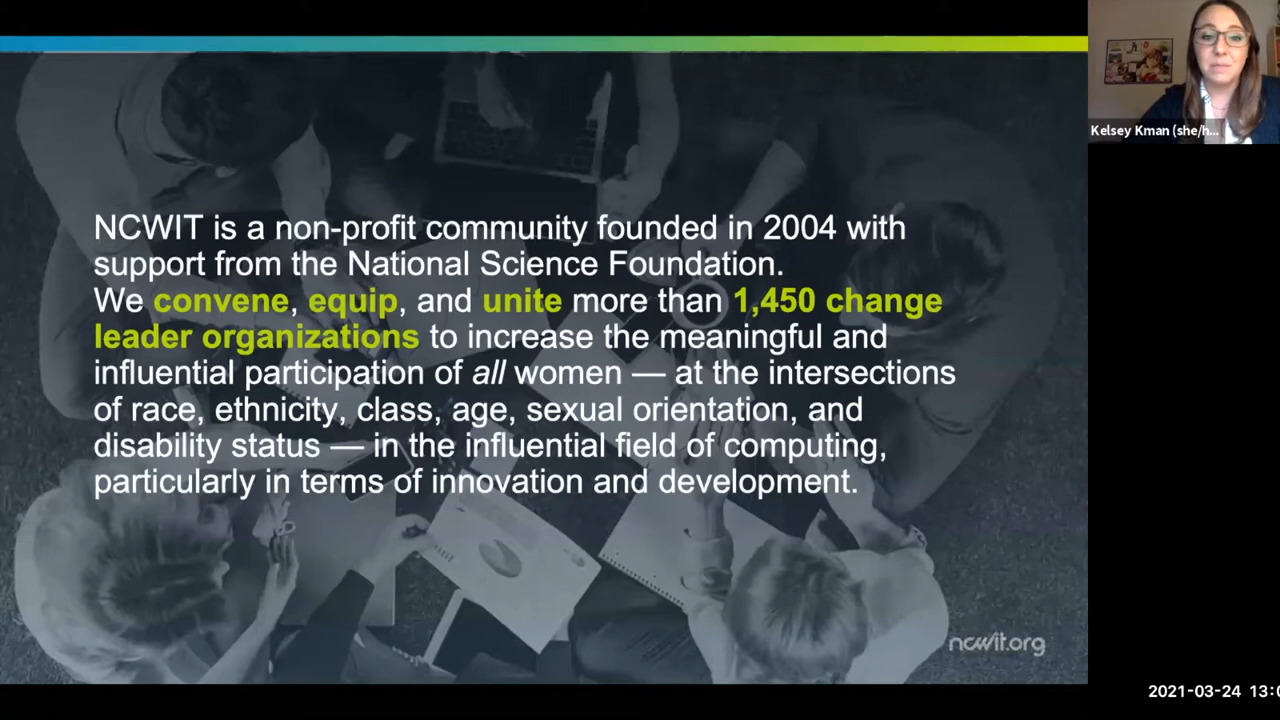 NCWIT is a non-profit community founded in 2004 with
support from the National Science Foundation.
We convene, equip, and unite more than 1,450 change
leader organizations to increase the meaningful and
influential participation of all women — at the intersections
of race, ethnicity, class, age, sexual orientation, and
disability status — in the influential field of computing,
particularly in terms of innovation and development.
ncwit.org
Kelsey Kman (she/h...
2021-03-24 13:0